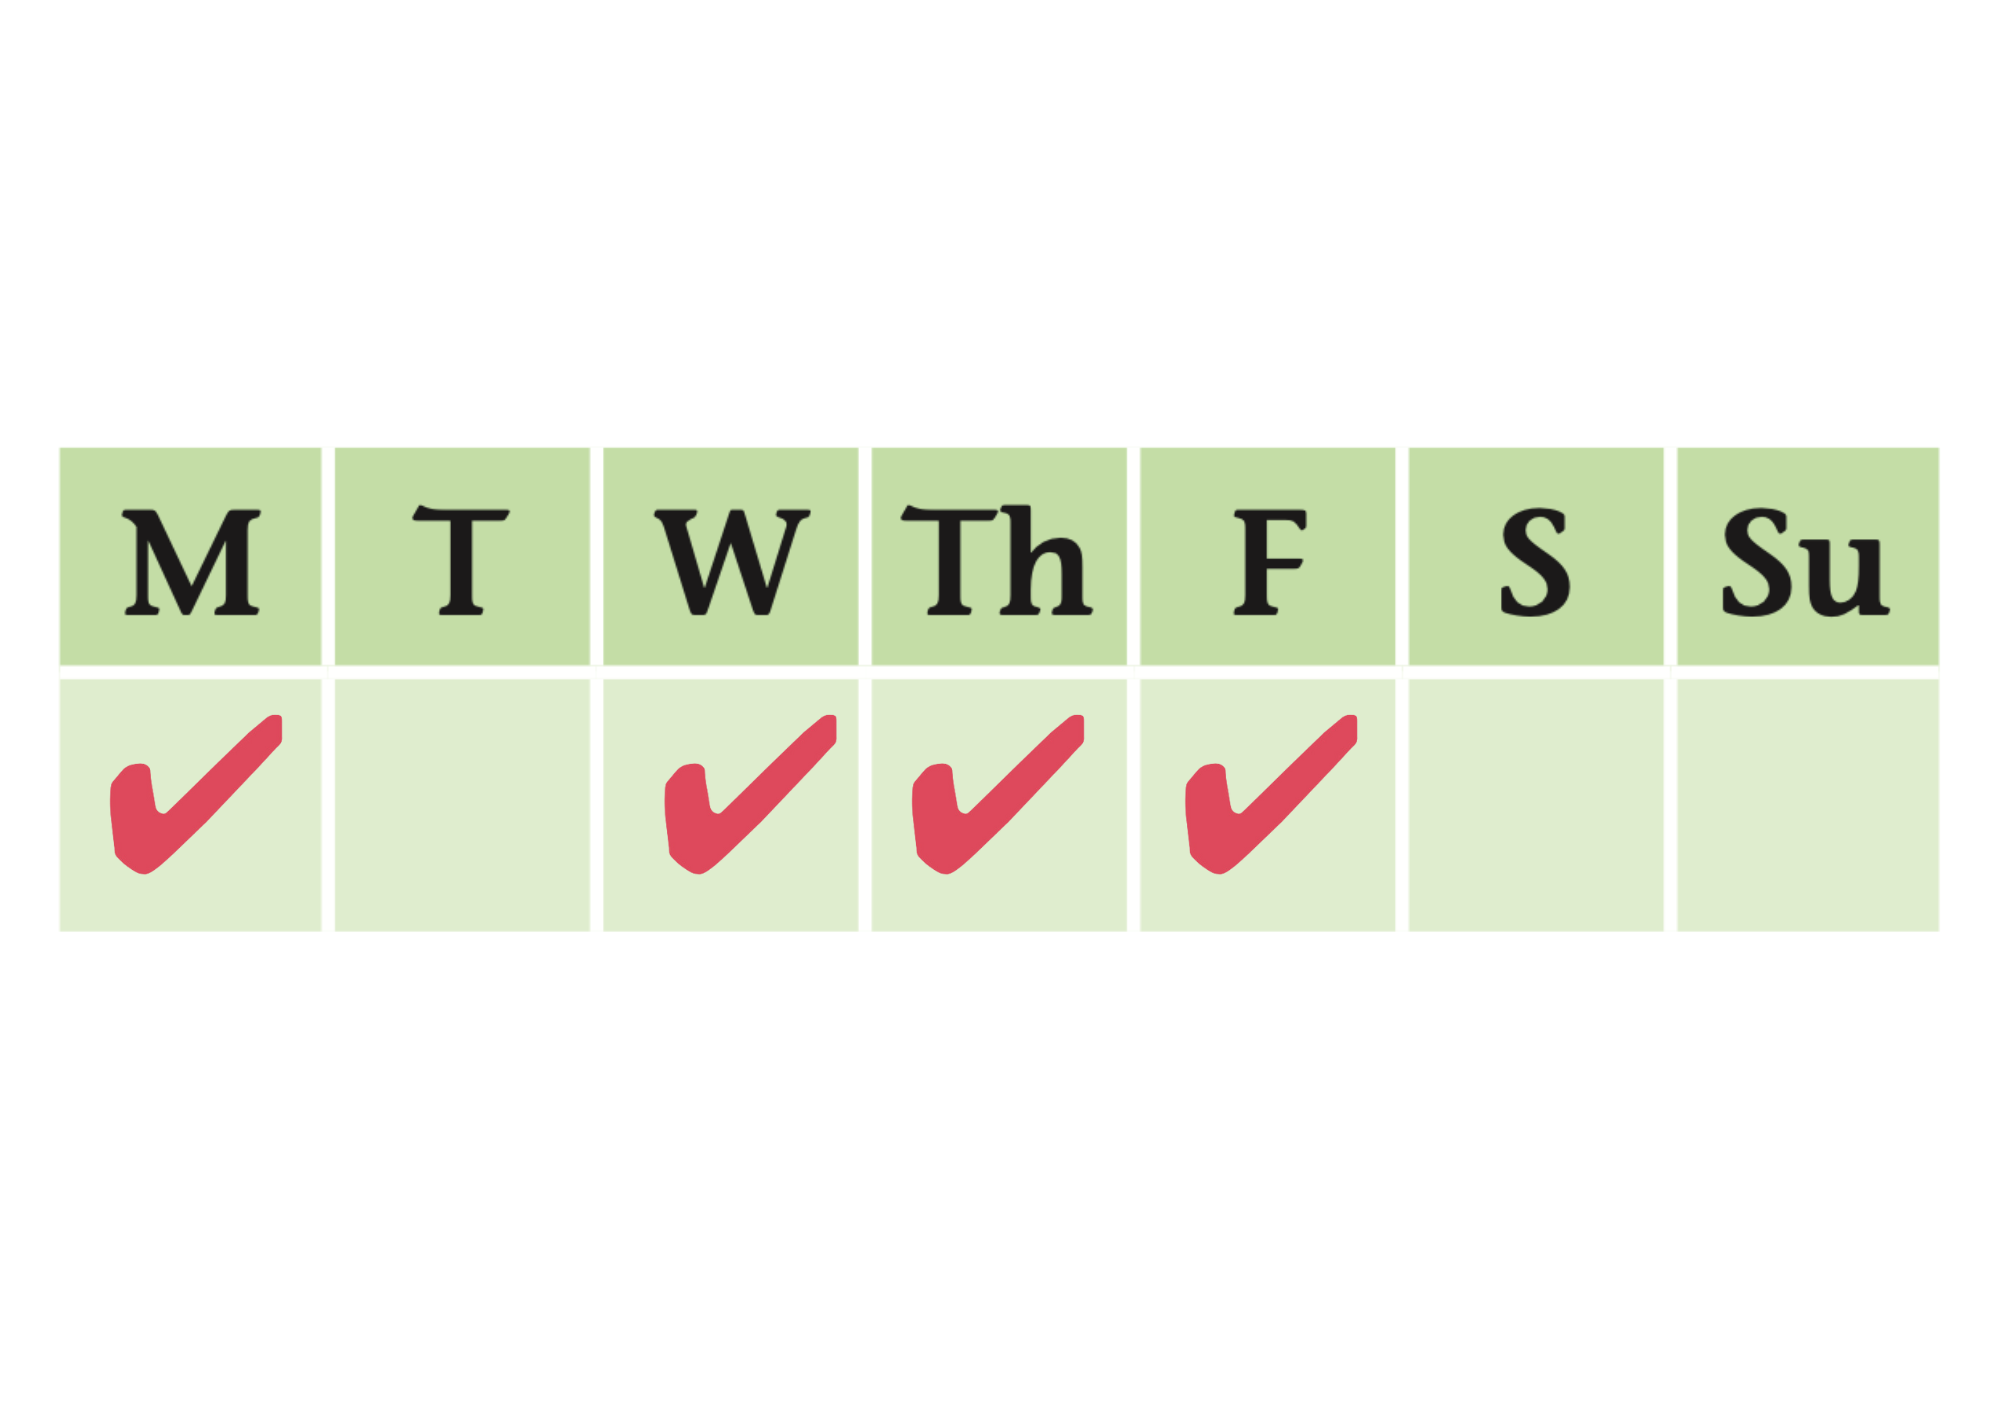 M T W Th F S Su
✔ ✔ ✔ ✔